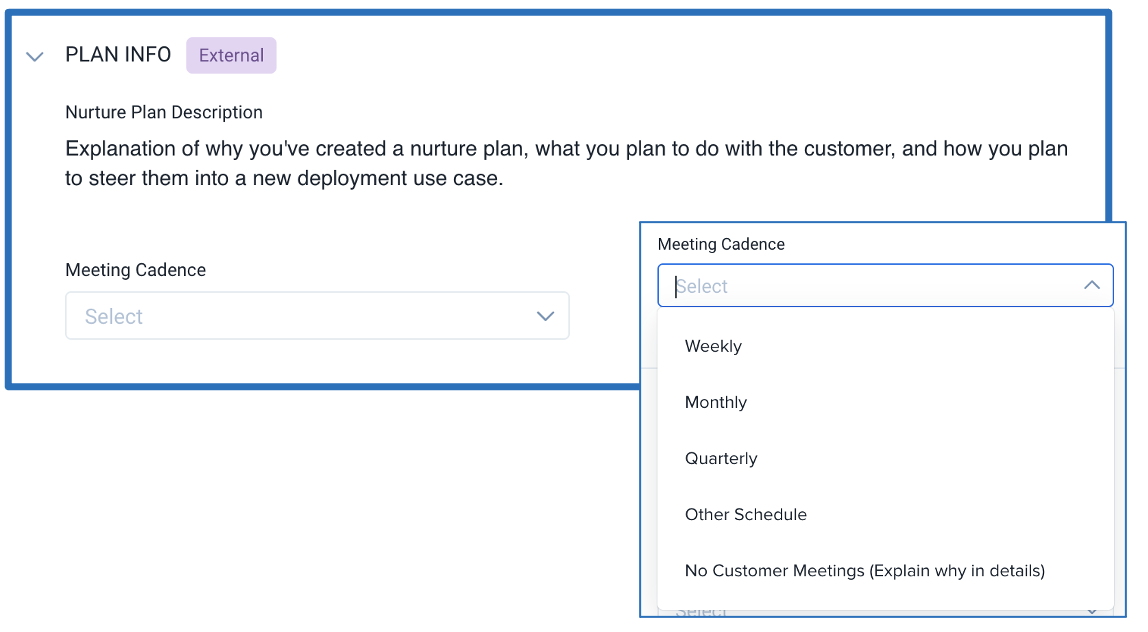 PLAN INFO External
Nurture Plan Description
Explanation of why you've created a nurture plan, what you plan to do with the customer, and how you plan
to steer them into a new deployment use case.
Meeting Cadence
Select
Meeting Cadence
Select
Weekly
Monthly
Quarterly
Other Schedule
No Customer Meetings (Explain why in details)
Select